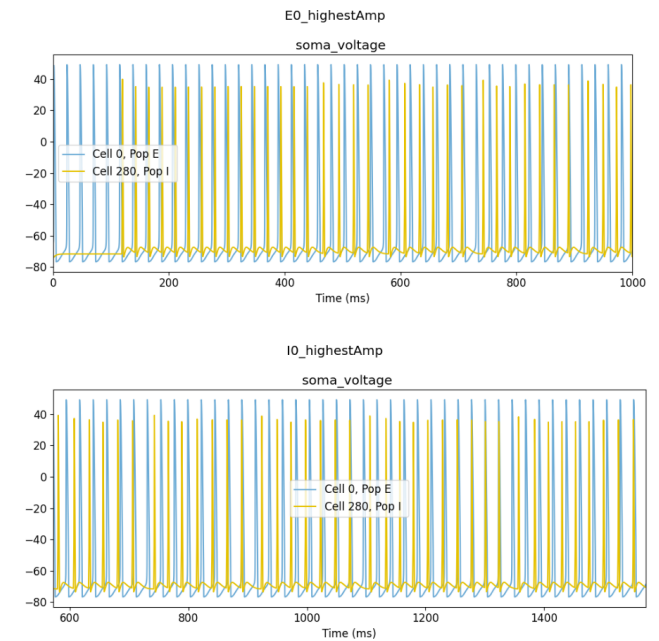 E0_highestAmp
soma_voltage
40
20
0
−20
−40
−60
−80
Cell 0, Pop E
Cell 280, Pop I
0 200 400 600 800 1000
Time (ms)
I0_highestAmp
soma_voltage
40
20
0
−20
−40
−60
−80
Cell 0, Pop E
Cell 280, Pop I
600 800 1000 1200 1400
Time (ms)